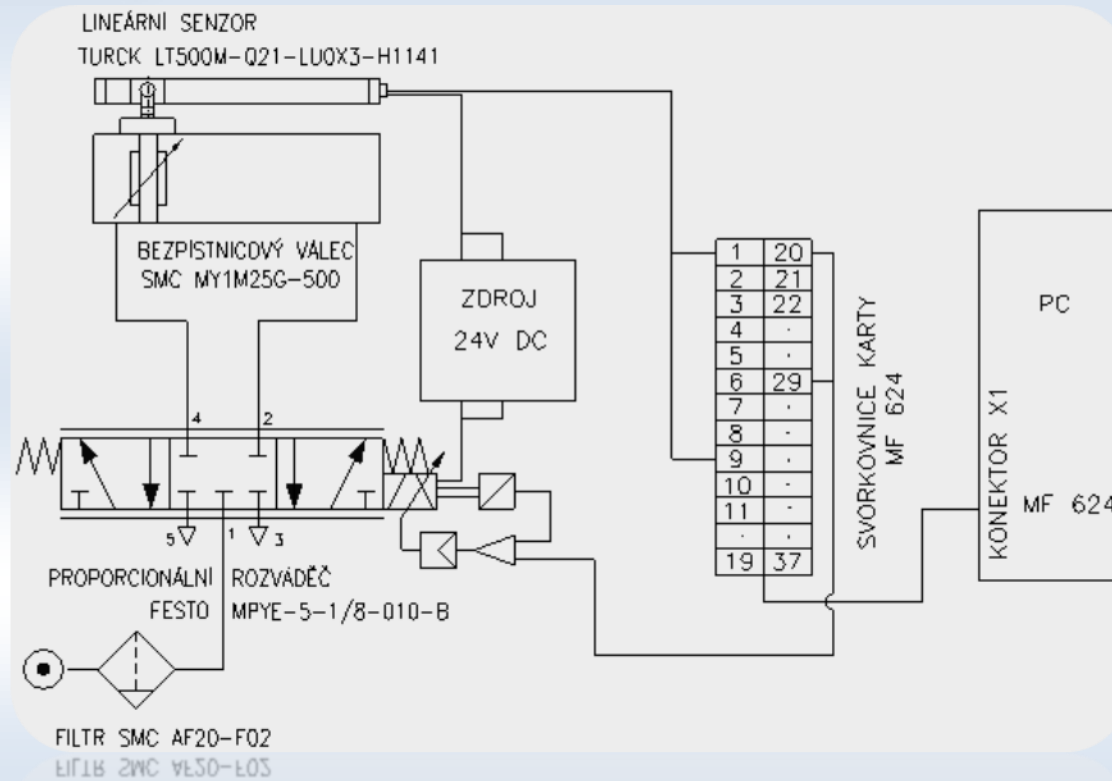 LINEÁRNÍ SENZOR
TURCK LT500M-Q21-LU0X3-H1141
BEZPÍSTNICOVÝ VÁLEC
SMC MY1M25G-500
ZDROJ
24V DC
1 20
2 21
3 22
4 .
5 .
6 29
7 .
8 .
9 .
10 .
11 .
. .
19 37
SVORKOVNICE KARTY
MF 624
PC
KONEKTOR X1
MF 624
4 2
5 1 3
PROPORCIONÁLNÍ ROZVÁDĚČ
FESTO MPYE-5-1/8-010-B
FILTR SMC AF20-F02